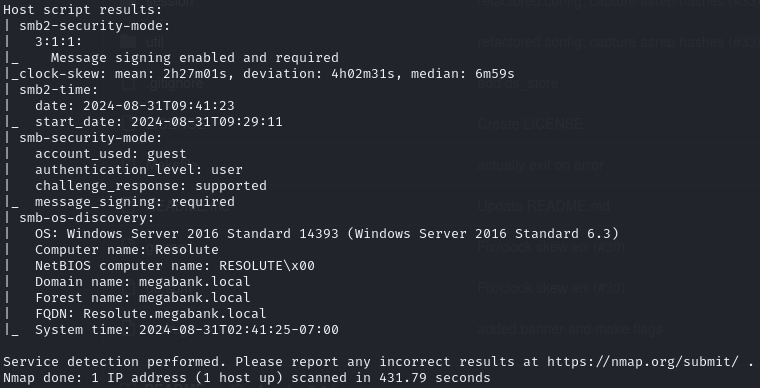 Host script results:
| smb2-security-mode:
|   3:1:1:
|_    Message signing enabled and required
|_clock-skew: mean: 2h27m01s, deviation: 4h02m31s, median: 6m59s
| smb2-time:
|   date: 2024-08-31T09:41:23
|_  start_date: 2024-08-31T09:29:11
| smb-security-mode:
|   account_used: guest
|   authentication_level: user
|   challenge_response: supported
|_  message_signing: required
| smb-os-discovery:
|   OS: Windows Server 2016 Standard 14393 (Windows Server 2016 Standard 6.3)
|   Computer name: Resolute
|   NetBIOS computer name: RESOLUTE\x00
|   Domain name: megabank.local
|   Forest name: megabank.local
|   FQDN: Resolute.megabank.local
|_  System time: 2024-08-31T02:41:25-07:00
Service detection performed. Please report any incorrect results at https://nmap.org/submit/ .
Nmap done: 1 IP address (1 host up) scanned in 431.79 seconds